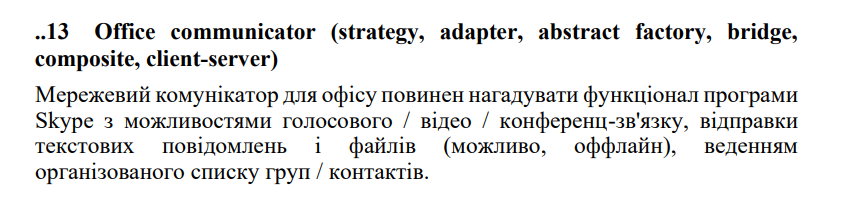 ..13 Office communicator (strategy, adapter, abstract factory, bridge,
composite, client-server)
Мережевий комунікатор для офісу повинен нагадувати функціонал програми
Skype з можливостями голосового / відео / конференц-зв'язку, відправки
текстових повідомлень і файлів (можливо, оффлайн), веденням
організованого списку груп / контактів.